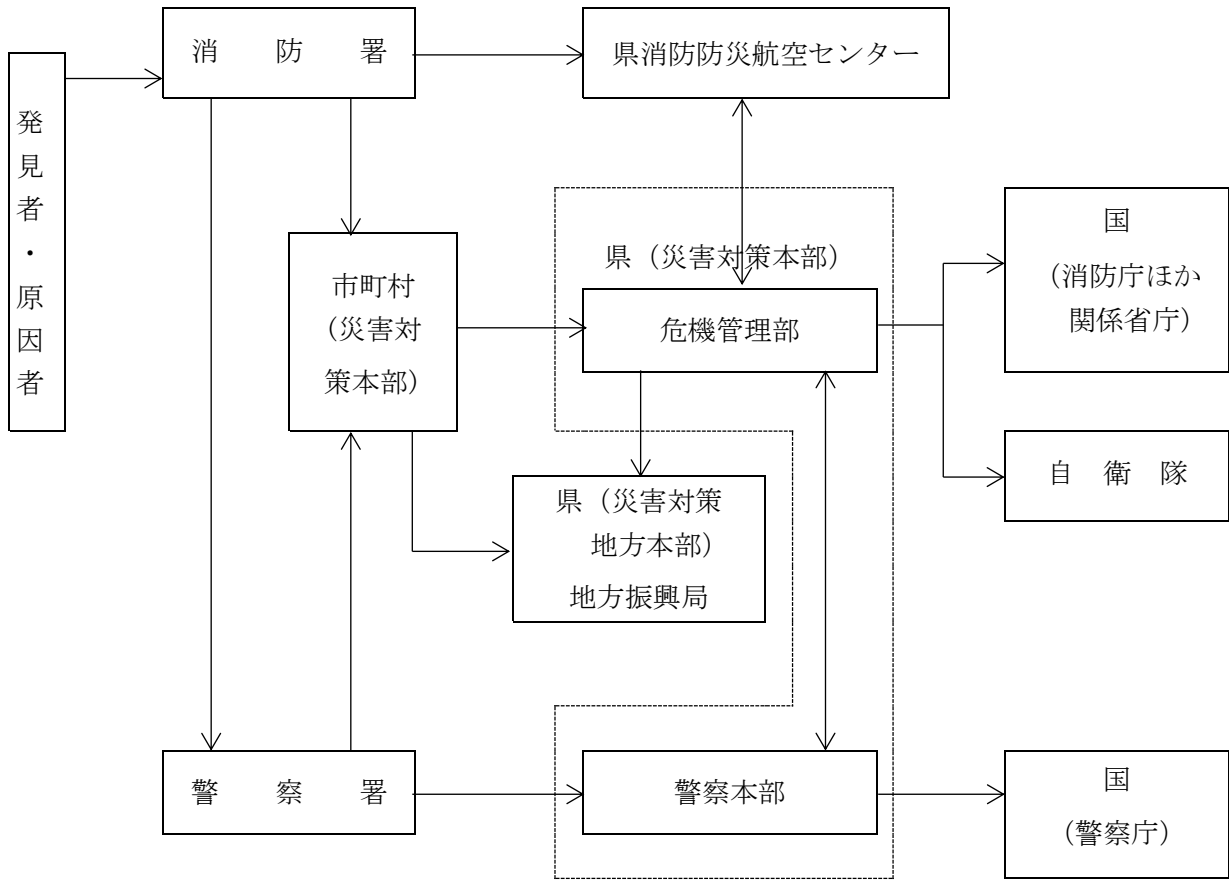 発見者・原因者
消　防　署
県消防防災航空センター
市町村
（災害対
策本部）
県（災害対策本部）
危機管理部
国
（消防庁ほか
関係省庁）
自　衛　隊
県（災害対策
地方本部）
地方振興局
警　察　署
警察本部
国
（警察庁）